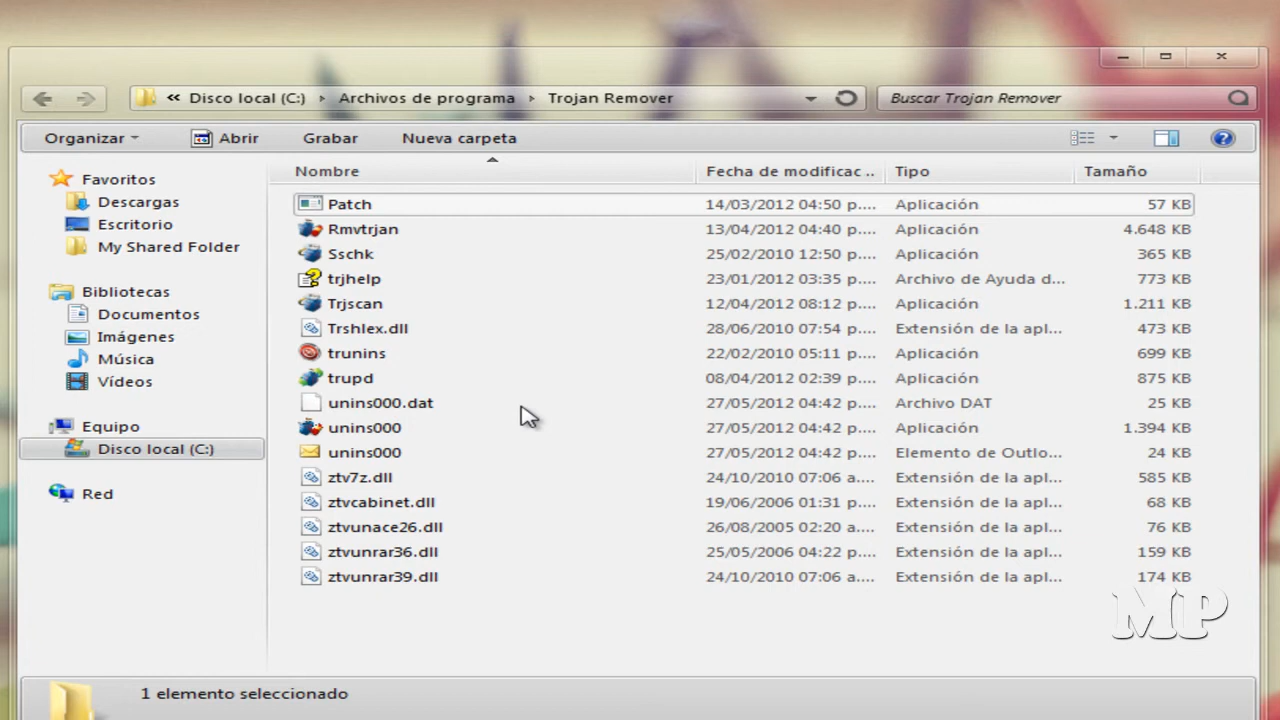 « Disco local (C:) Archivos de programa Trojan Remover Buscar Trojan Remover
Organizar Abrir Grabar Nueva carpeta
Favoritos
Descargas
Escritorio
My Shared Folder
Bibliotecas
Documentos
Imágenes
Música
Vídeos
Equipo
Disco local (C:)
Red
Nombre Fecha de modificac .. Tipo Tamaño
Patch 14/03/2012 04:50 p.... Aplicación 57 KB
Rmvtrjan 13/04/2012 04:40 p.... Aplicación 4.648 KB
Sschk 25/02/2010 12:50 p.... Aplicación 365 KB
trjhelp 23/01/2012 03:35 p.... Archivo de Ayuda d... 773 KB
Trjscan 12/04/2012 08:12 p.... Aplicación 1.211 KB
Trshlex.dll 28/06/2010 07:54 p.... Extensión de la apl... 473 KB
trunins 22/02/2010 05:11 p.... Aplicación 699 KB
trupd 08/04/2012 02:39 p.... Aplicación 875 KB
unins000.dat 27/05/2012 04:42 p.... Archivo DAT 25 KB
unins000 27/05/2012 04:42 p.... Aplicación 1.394 KB
unins000 27/05/2012 04:42 p.... Elemento de Outlo... 24 KB
ztv7z.dll 24/10/2010 07:06 a.... Extensión de la apl... 585 KB
ztvcabinet.dll 19/06/2006 01:31 p.... Extensión de la apl... 68 KB
ztvunace26.dll 26/08/2005 02:20 a.... Extensión de la apl... 76 KB
ztvunrar36.dll 25/05/2006 04:22 p.... Extensión de la apl... 159 KB
ztvunrar39.dll 24/10/2010 07:06 a.... Extensión de la apl... 174 KB
MP
1 elemento seleccionado